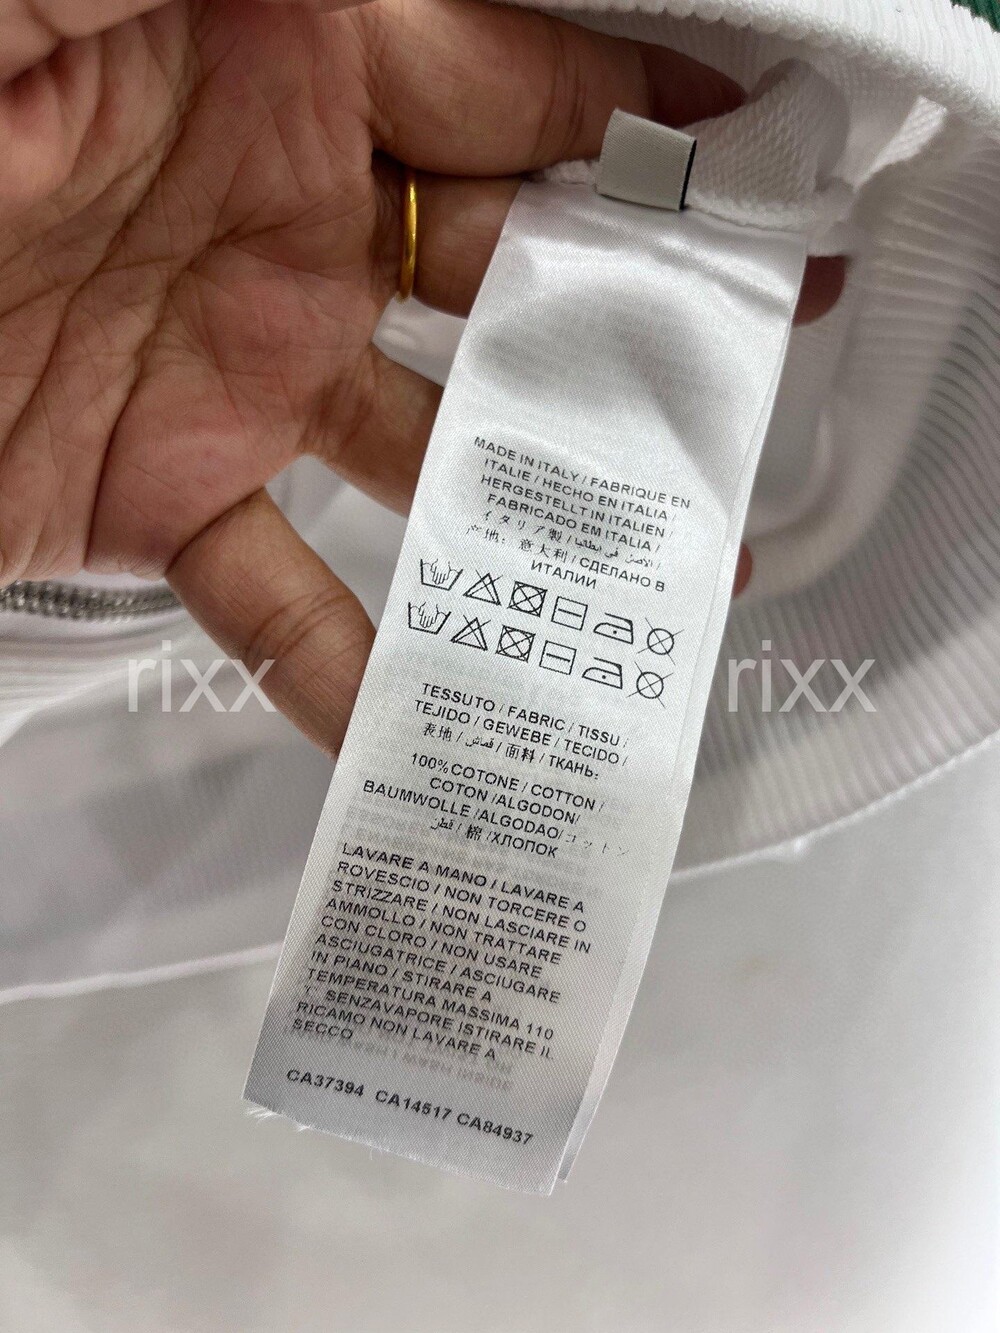 MADE IN ITALY / FABRIQUE EN
ITALIE / HECHO EN ITALIA /
HERGESTELLT IN ITALIEN /
FABRICADO EM ITALIA /
イタリア製 / الأصل في إيطاليا /
产地: 意大利 / СДЕЛАНО В
ИТАЛИИ
rixx rixx
TESSUTO / FABRIC / TISSU /
TEJIDO / GEWEBE / TECIDO /
表地 / قماش / 面料 / ТКАНЬ:
100% COTONE / COTTON /
COTON /ALGODON/
BAUMWOLLE /ALGODAO/コットン
قطن / 棉 /ХЛОПОК
LAVARE A MANO / LAVARE A
ROVESCIO / NON TORCERE O
STRIZZARE / NON LASCIARE IN
AMMOLLO / NON TRATTARE
CON CLORO / NON USARE
ASCIUGATRICE / ASCIUGARE
IN PIANO / STIRARE A
TEMPERATURA MASSIMA 110
SENZAVAPORE ISTIRARE IL
RICAMO NON LAVARE A
SECCO
CA37394 CA14517 CA84937